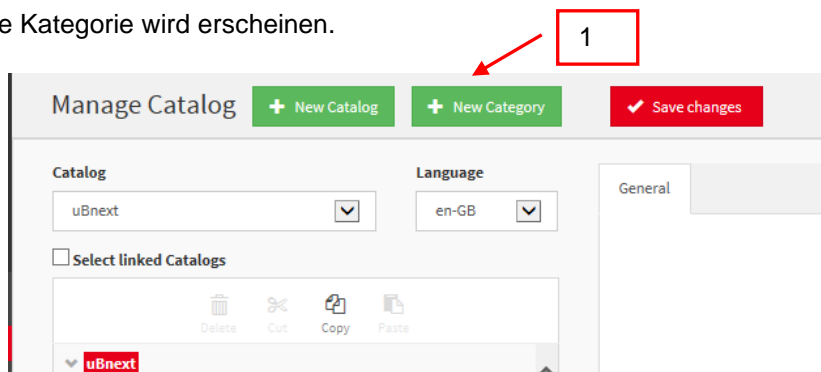 e Kategorie wird erscheinen.
1
Manage Catalog New Catalog New Category Save changes
Catalog Language
General
uBnext en-GB
Select linked Catalogs
Delete Cut Copy Paste
uBnext